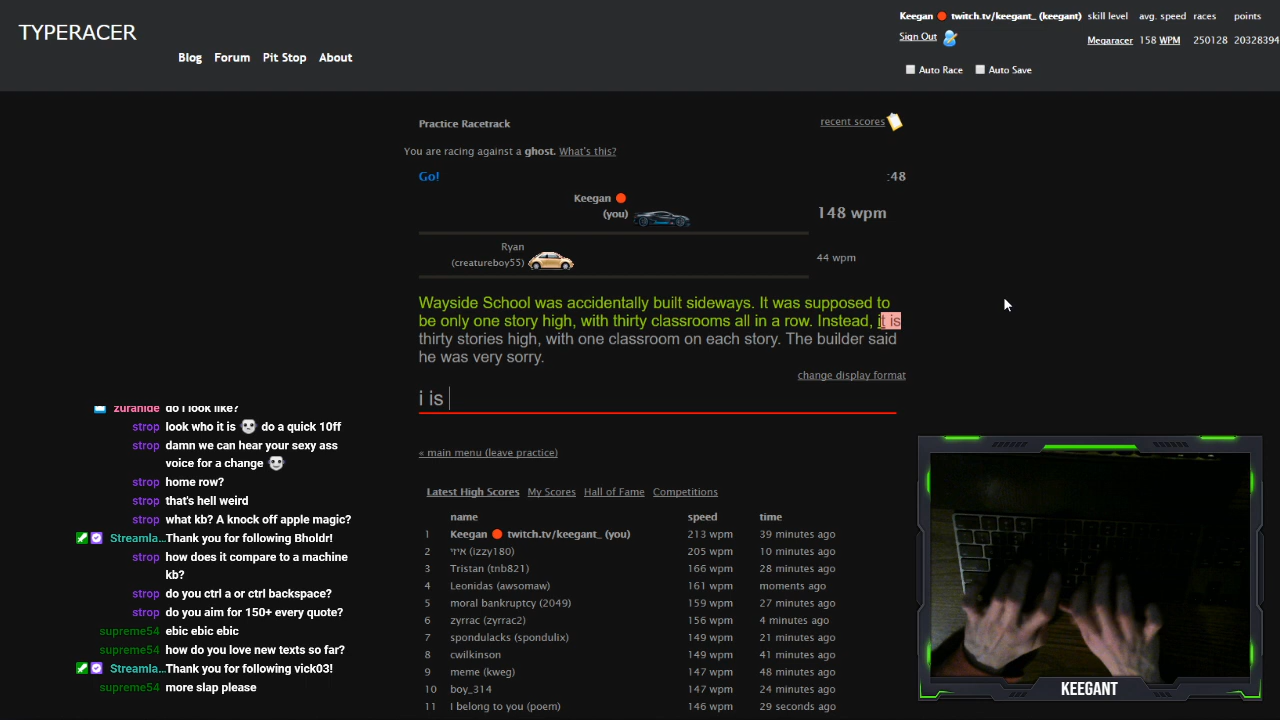 TYPERACER
Blog Forum Pit Stop About
Keegan twitch.tv/keegant_ (keegant) skill level avg. speed races points
Sign Out Megaracer 158 WPM 250128 20328394
Auto Race Auto Save
Practice Racetrack recent scores
You are racing against a ghost. What's this?
Go! :48
Keegan
(you) 148 wpm
Ryan
(creatureboy55) 44 wpm
Wayside School was accidentally built sideways. It was supposed to
be only one story high, with thirty classrooms all in a row. Instead, it is
thirty stories high, with one classroom on each story. The builder said
he was very sorry.
change display format
i is
« main menu (leave practice)
Latest High Scores My Scores Hall of Fame Competitions
name speed time
1 Keegan twitch.tv/keegant_ (you) 213 wpm 39 minutes ago
2 איזי (izzy180) 205 wpm 10 minutes ago
3 Tristan (tnb821) 166 wpm 28 minutes ago
4 Leonidas (awsomaw) 161 wpm moments ago
5 moral bankruptcy (2049) 159 wpm 27 minutes ago
6 zyrrac (zyrrac2) 156 wpm 4 minutes ago
7 spondulacks (spondulix) 149 wpm 21 minutes ago
8 cwilkinson 149 wpm 41 minutes ago
9 meme (kweg) 147 wpm 48 minutes ago
10 boy_314 147 wpm 24 minutes ago
11 I belong to you (poem) 146 wpm 29 seconds ago
zuranide do i look like?
strop look who it is do a quick 10ff
strop damn we can hear your sexy ass
voice for a change
strop home row?
strop that's hell weird
strop what kb? A knock off apple magic?
Streamla... Thank you for following Bholdr!
strop how does it compare to a machine
kb?
strop do you ctrl a or ctrl backspace?
strop do you aim for 150+ every quote?
supreme54 ebic ebic ebic
supreme54 how do you love new texts so far?
Streamla... Thank you for following vick03!
supreme54 more slap please
KEEGANT